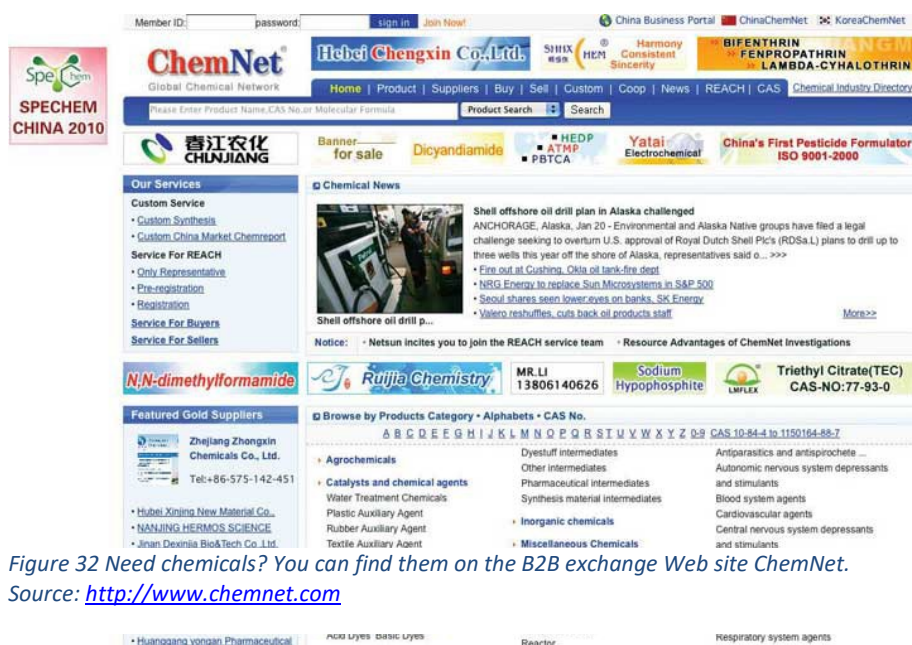 Member ID: password: sign in Join Now! China Business Portal ChinaChemNet KoreaChemNet
Spe Chem
SPECHEM
CHINA 2010
ChemNet®
Global Chemical Network
Hebei Chengxin Co.,Ltd.
SHIIX HEM ® Harmony
Consistent
Sincerity
BIFENTHRIN
FENPROPATHRIN
LAMBDA-CYHALOTHRIN
Home | Product | Suppliers | Buy | Sell | Custom | Coop | News | REACH | CAS Chemical Industry Directory
Please Enter Product Name,CAS No.or Molecular Formula Product Search Search
春江农化
CHUNJIANG
Banner
for sale
Dicyandiamide
▪ HEDP
▪ ATMP
▪ PBTCA
Yatai
Electrochemical
China's First Pesticide Formulator
ISO 9001-2000
Our Services
Custom Service
• Custom Synthesis
• Custom China Market Chemreport
Service For REACH
• Only Representative
• Pre-registration
• Registration
Service For Buyers
Service For Sellers
Chemical News
Shell offshore oil drill p...
Shell offshore oil drill plan in Alaska challenged
ANCHORAGE, Alaska, Jan 20 - Environmental and Alaska Native groups have filed a legal
challenge seeking to overturn U.S. approval of Royal Dutch Shell Plc's (RDSa.L) plans to drill up to
three wells this year off the shore of Alaska, representatives said o... >>>
• Fire out at Cushing, Okla oil tank-fire dept
• NRG Energy to replace Sun Microsystems in S&P 500
• Seoul shares seen lower;eyes on banks, SK Energy
• Valero reshuffles, cuts back oil products staff More>>
Notice: • Netsun incites you to join the REACH service team • Resource Advantages of ChemNet Investigations
N,N-dimethylformamide
Ruijia Chemistry
MR.LI
13806140626
Sodium
Hypophosphite
LMFLEX
Triethyl Citrate(TEC)
CAS-NO:77-93-0
Featured Gold Suppliers
Zhejiang Zhongxin
Chemicals Co., Ltd.
Tel:+86-575-142-451
• Hubei Xinjing New Material Co..
• NANJING HERMOS SCIENCE
• Jinan Dexinjia Bio&Tech Co.,Ltd.
Browse by Products Category • Alphabets • CAS No.
A B C D E F G H I J K L M N O P Q R S T U V W X Y Z 0-9 CAS 10-84-4 to 1150164-88-7
Agrochemicals
Catalysts and chemical agents
Water Treatment Chemicals
Plastic Auxiliary Agent
Rubber Auxiliary Agent
Textile Auxiliary Agent
Dyestuff intermediates
Other intermediates
Pharmaceutical intermediates
Synthesis material intermediates
Inorganic chemicals
Miscellaneous Chemicals
Antiparasitics and antispirochete ...
Autonomic nervous system depressants
and stimulants
Blood system agents
Cardiovascular agents
Central nervous system depressants
and stimulants
Figure 32 Need chemicals? You can find them on the B2B exchange Web site ChemNet.
Source: http://www.chemnet.com
• Huanggang yongan Pharmaceutical
Acid Dyes Basic Dyes
Reactor
Respiratory system agents